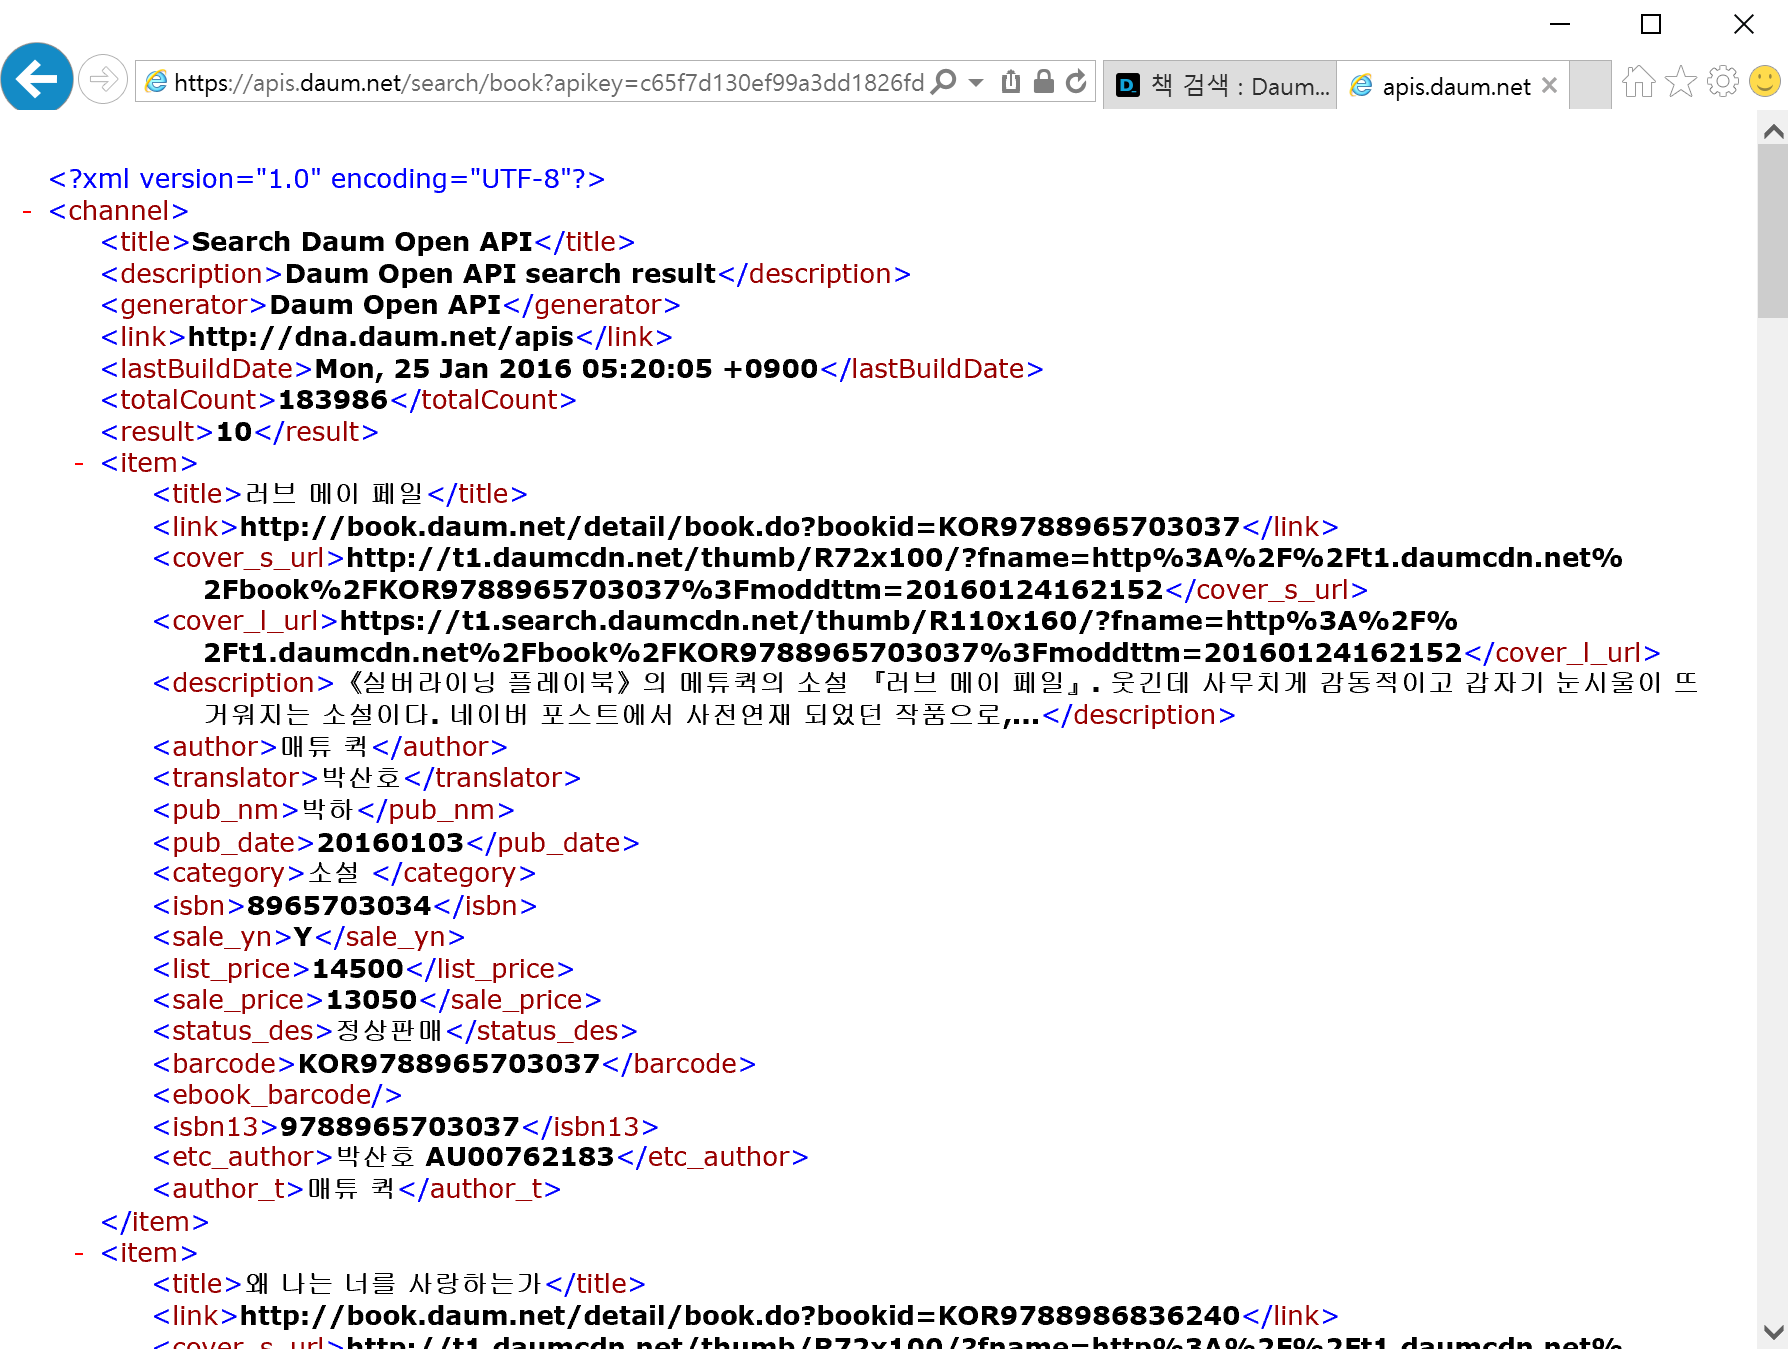 https://apis.daum.net/search/book?apikey=c65f7d130ef99a3dd1826fd
책 검색 : Daum...
apis.daum.net
<?xml version="1.0" encoding="UTF-8"?>
- <channel>
<title>Search Daum Open API</title>
<description>Daum Open API search result</description>
<generator>Daum Open API</generator>
<link>http://dna.daum.net/apis</link>
<lastBuildDate>Mon, 25 Jan 2016 05:20:05 +0900</lastBuildDate>
<totalCount>183986</totalCount>
<result>10</result>
- <item>
<title>러브 메이 페일</title>
<link>http://book.daum.net/detail/book.do?bookid=KOR9788965703037</link>
<cover_s_url>http://t1.daumcdn.net/thumb/R72x100/?fname=http%3A%2F%2Ft1.daumcdn.net%
2Fbook%2FKOR9788965703037%3Fmoddttm=20160124162152</cover_s_url>
<cover_l_url>https://t1.search.daumcdn.net/thumb/R110x160/?fname=http%3A%2F%
2Ft1.daumcdn.net%2Fbook%2FKOR9788965703037%3Fmoddttm=20160124162152</cover_l_url>
<description>《실버라이닝 플레이북》의 메튜퀵의 소설 『러브 메이 페일』. 웃긴데 사무치게 감동적이고 갑자기 눈시울이 뜨
거워지는 소설이다. 네이버 포스트에서 사전연재 되었던 작품으로,...</description>
<author>매튜 퀵</author>
<translator>박산호</translator>
<pub_nm>박하</pub_nm>
<pub_date>20160103</pub_date>
<category>소설 </category>
<isbn>8965703034</isbn>
<sale_yn>Y</sale_yn>
<list_price>14500</list_price>
<sale_price>13050</sale_price>
<status_des>정상판매</status_des>
<barcode>KOR9788965703037</barcode>
<ebook_barcode/>
<isbn13>9788965703037</isbn13>
<etc_author>박산호 AU00762183</etc_author>
<author_t>매튜 퀵</author_t>
</item>
- <item>
<title>왜 나는 너를 사랑하는가</title>
<link>http://book.daum.net/detail/book.do?bookid=KOR9788986836240</link>
<cover_s_url>http://t1.daumcdn.net/thumb/R72x100/?fname=http%3A%2F%2Ft1.daumcdn.net%